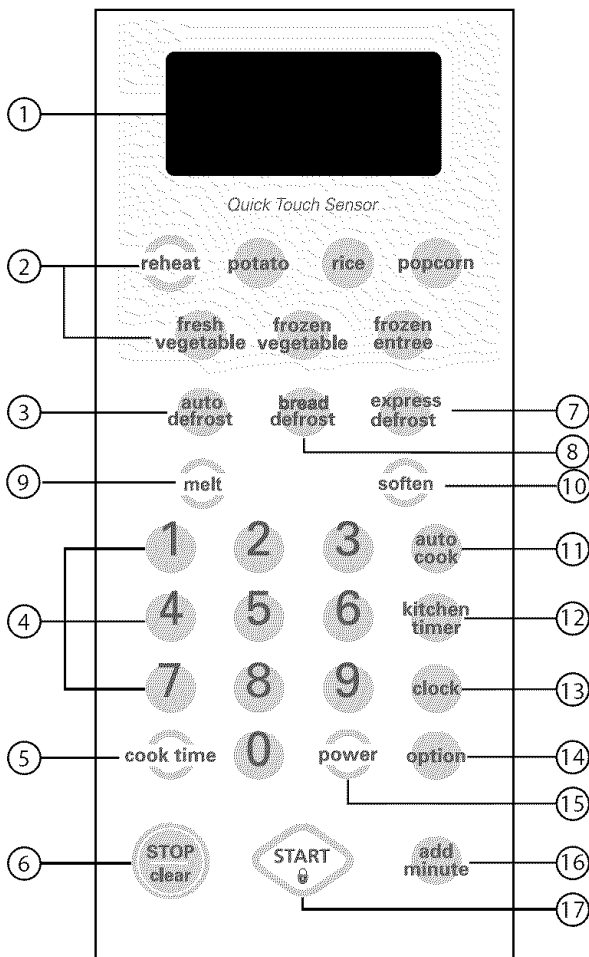 1
Quick Touch Sensor
2
reheat potato rice popcorn
fresh vegetable frozen vegetable frozen entree
3
auto defrost bread defrost express defrost
7
8
9
melt soften
10
1 2 3 auto cook
11
4
4 5 6 kitchen timer
12
7 8 9 clock
13
5
cook time 0 power option
14
15
6
STOP clear START add minute
16
17